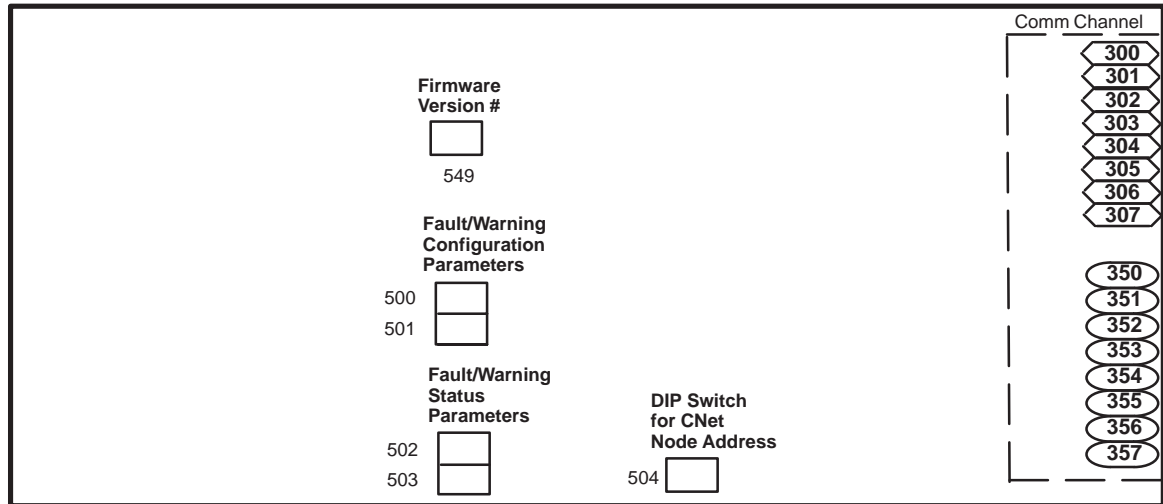 Comm Channel
300
301
302
303
304
305
306
307
Firmware
Version #
549
Fault/Warning
Configuration
Parameters
500
501
350
351
352
353
354
355
356
357
Fault/Warning
Status
Parameters
502
503
DIP Switch
for CNet
Node Address
504